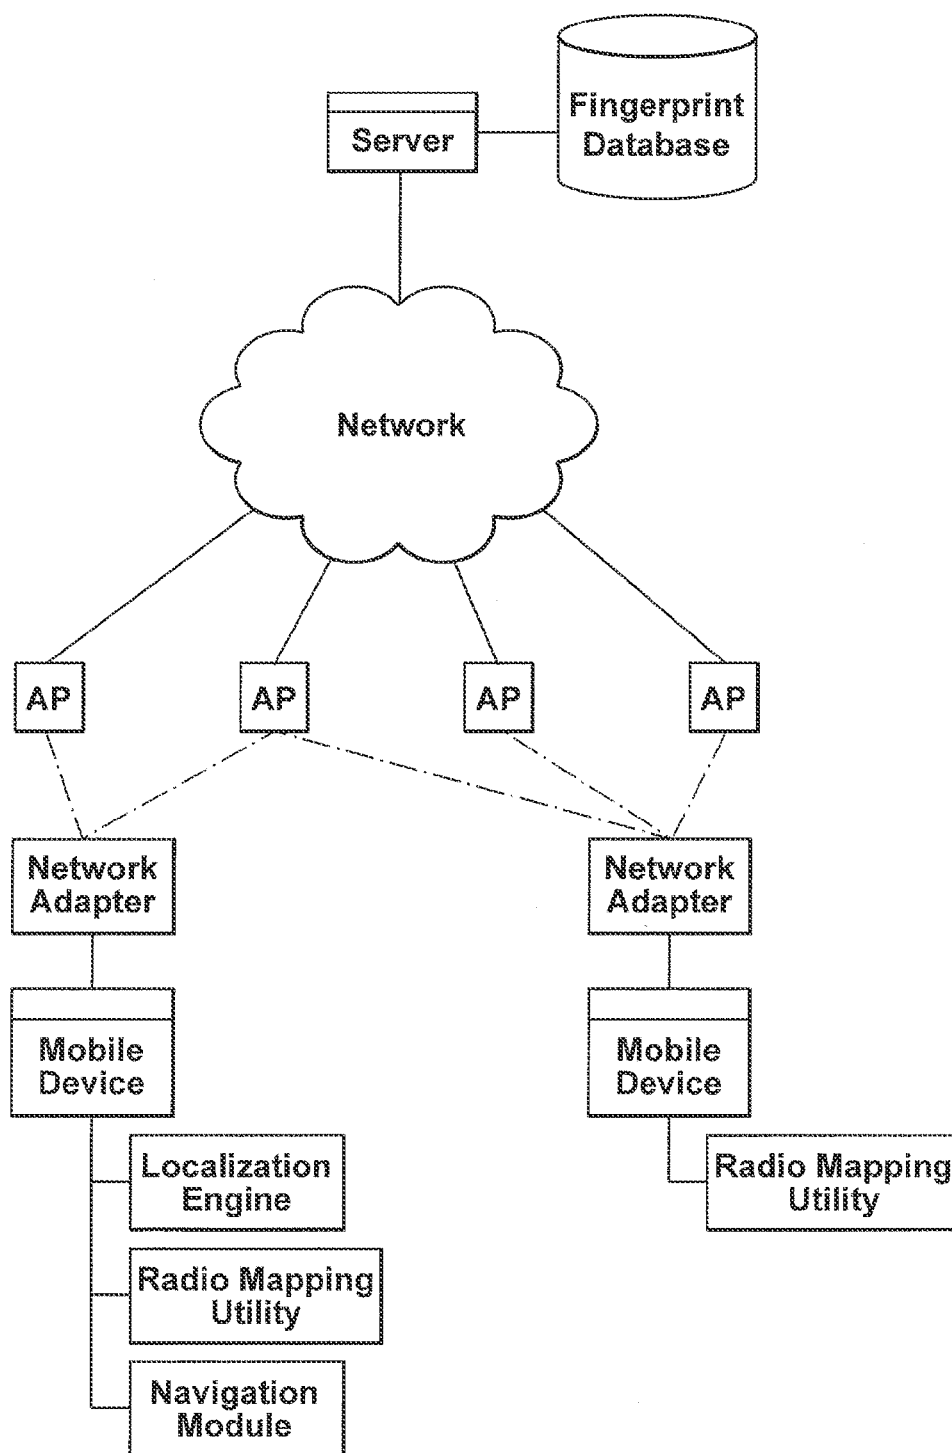 Fingerprint
Database
Server
Network
AP
AP
AP
AP
Network
Adapter
Network
Adapter
Mobile
Device
Mobile
Device
Localization
Engine
Radio Mapping
Utility
Radio Mapping
Utility
Navigation
Module